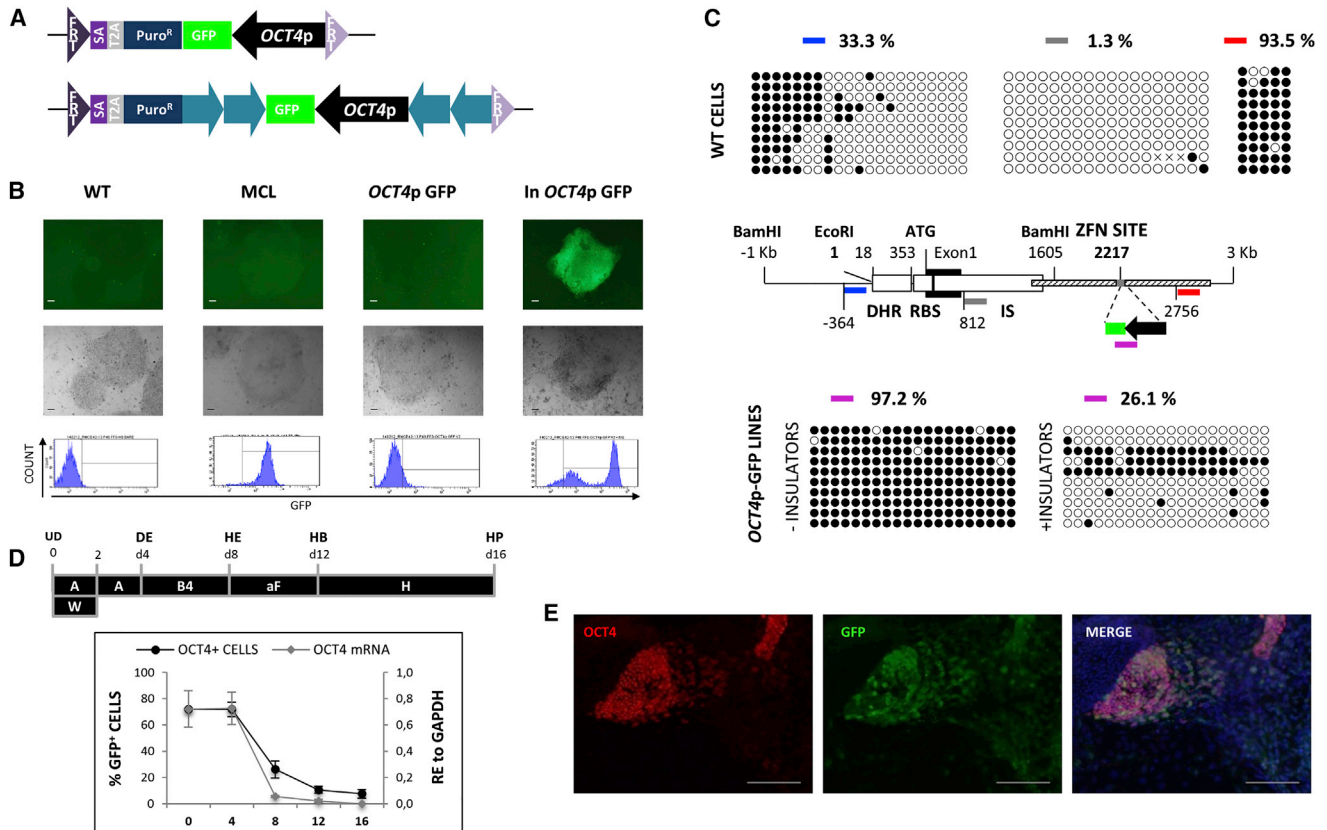 A
FRT SA T2A Puro^R GFP OCT4p FRT
FRT SA T2A Puro^R GFP OCT4p FRT
B
WT MCL OCT4p GFP In OCT4p GFP
COUNT
GFP
C
33.3 % 1.3 % 93.5 %
WT CELLS
BamHI EcoRI ATG BamHI ZFN SITE
-1 Kb 1 18 353 Exon1 1605 2217 3 Kb
-364 DHR RBS 812 IS 2756
97.2 % 26.1 %
OCT4p-GFP LINES
- INSULATORS
+INSULATORS
D
UD DE HE HB HP
0 2 d4 d8 d12 d16
A A B4 aF H
W
OCT4+ CELLS OCT4 mRNA
% GFP+ CELLS
100
80
60
40
20
0
1,0
0,8
0,6
0,4
0,2
0,0
RE to GAPDH
0 4 8 12 16
E
OCT4 GFP MERGE